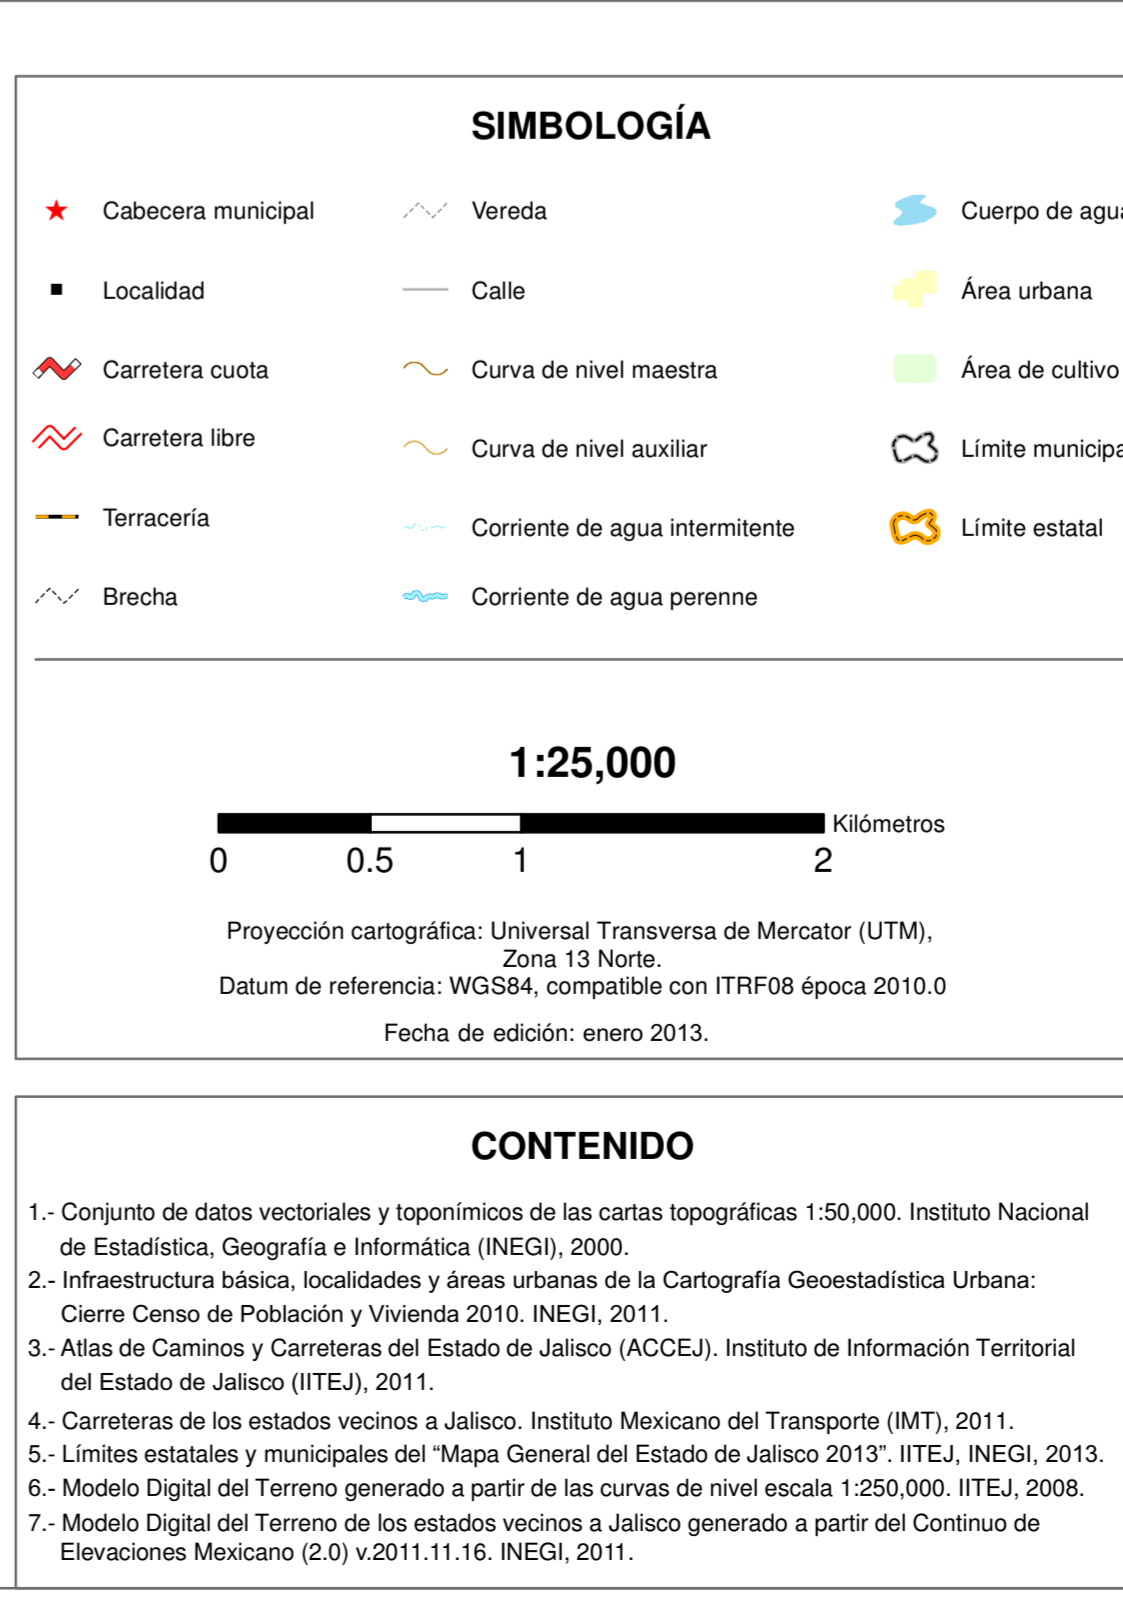 SIMBOLOGÍA
Cabecera municipal
Localidad
Carretera cuota
Carretera libre
Terracería
Brecha
Vereda
Calle
Curva de nivel maestra
Curva de nivel auxiliar
Corriente de agua intermitente
Corriente de agua perenne
Cuerpo de agua
Área urbana
Área de cultivo
Límite municipa
Límite estatal
1:25,000
Kilómetros
0 0.5 1 2
Proyección cartográfica: Universal Transversa de Mercator (UTM),
Zona 13 Norte.
Datum de referencia: WGS84, compatible con ITRF08 época 2010.0
Fecha de edición: enero 2013.
CONTENIDO
1.- Conjunto de datos vectoriales y toponímicos de las cartas topográficas 1:50,000. Instituto Nacional
de Estadística, Geografía e Informática (INEGI), 2000.
2.- Infraestructura básica, localidades y áreas urbanas de la Cartografía Geoestadística Urbana:
Cierre Censo de Población y Vivienda 2010. INEGI, 2011.
3.- Atlas de Caminos y Carreteras del Estado de Jalisco (ACCEJ). Instituto de Información Territorial
del Estado de Jalisco (IITEJ), 2011.
4.- Carreteras de los estados vecinos a Jalisco. Instituto Mexicano del Transporte (IMT), 2011.
5.- Límites estatales y municipales del “Mapa General del Estado de Jalisco 2013”. IITEJ, INEGI, 2013.
6.- Modelo Digital del Terreno generado a partir de las curvas de nivel escala 1:250,000. IITEJ, 2008.
7.- Modelo Digital del Terreno de los estados vecinos a Jalisco generado a partir del Continuo de
Elevaciones Mexicano (2.0) v.2011.11.16. INEGI, 2011.